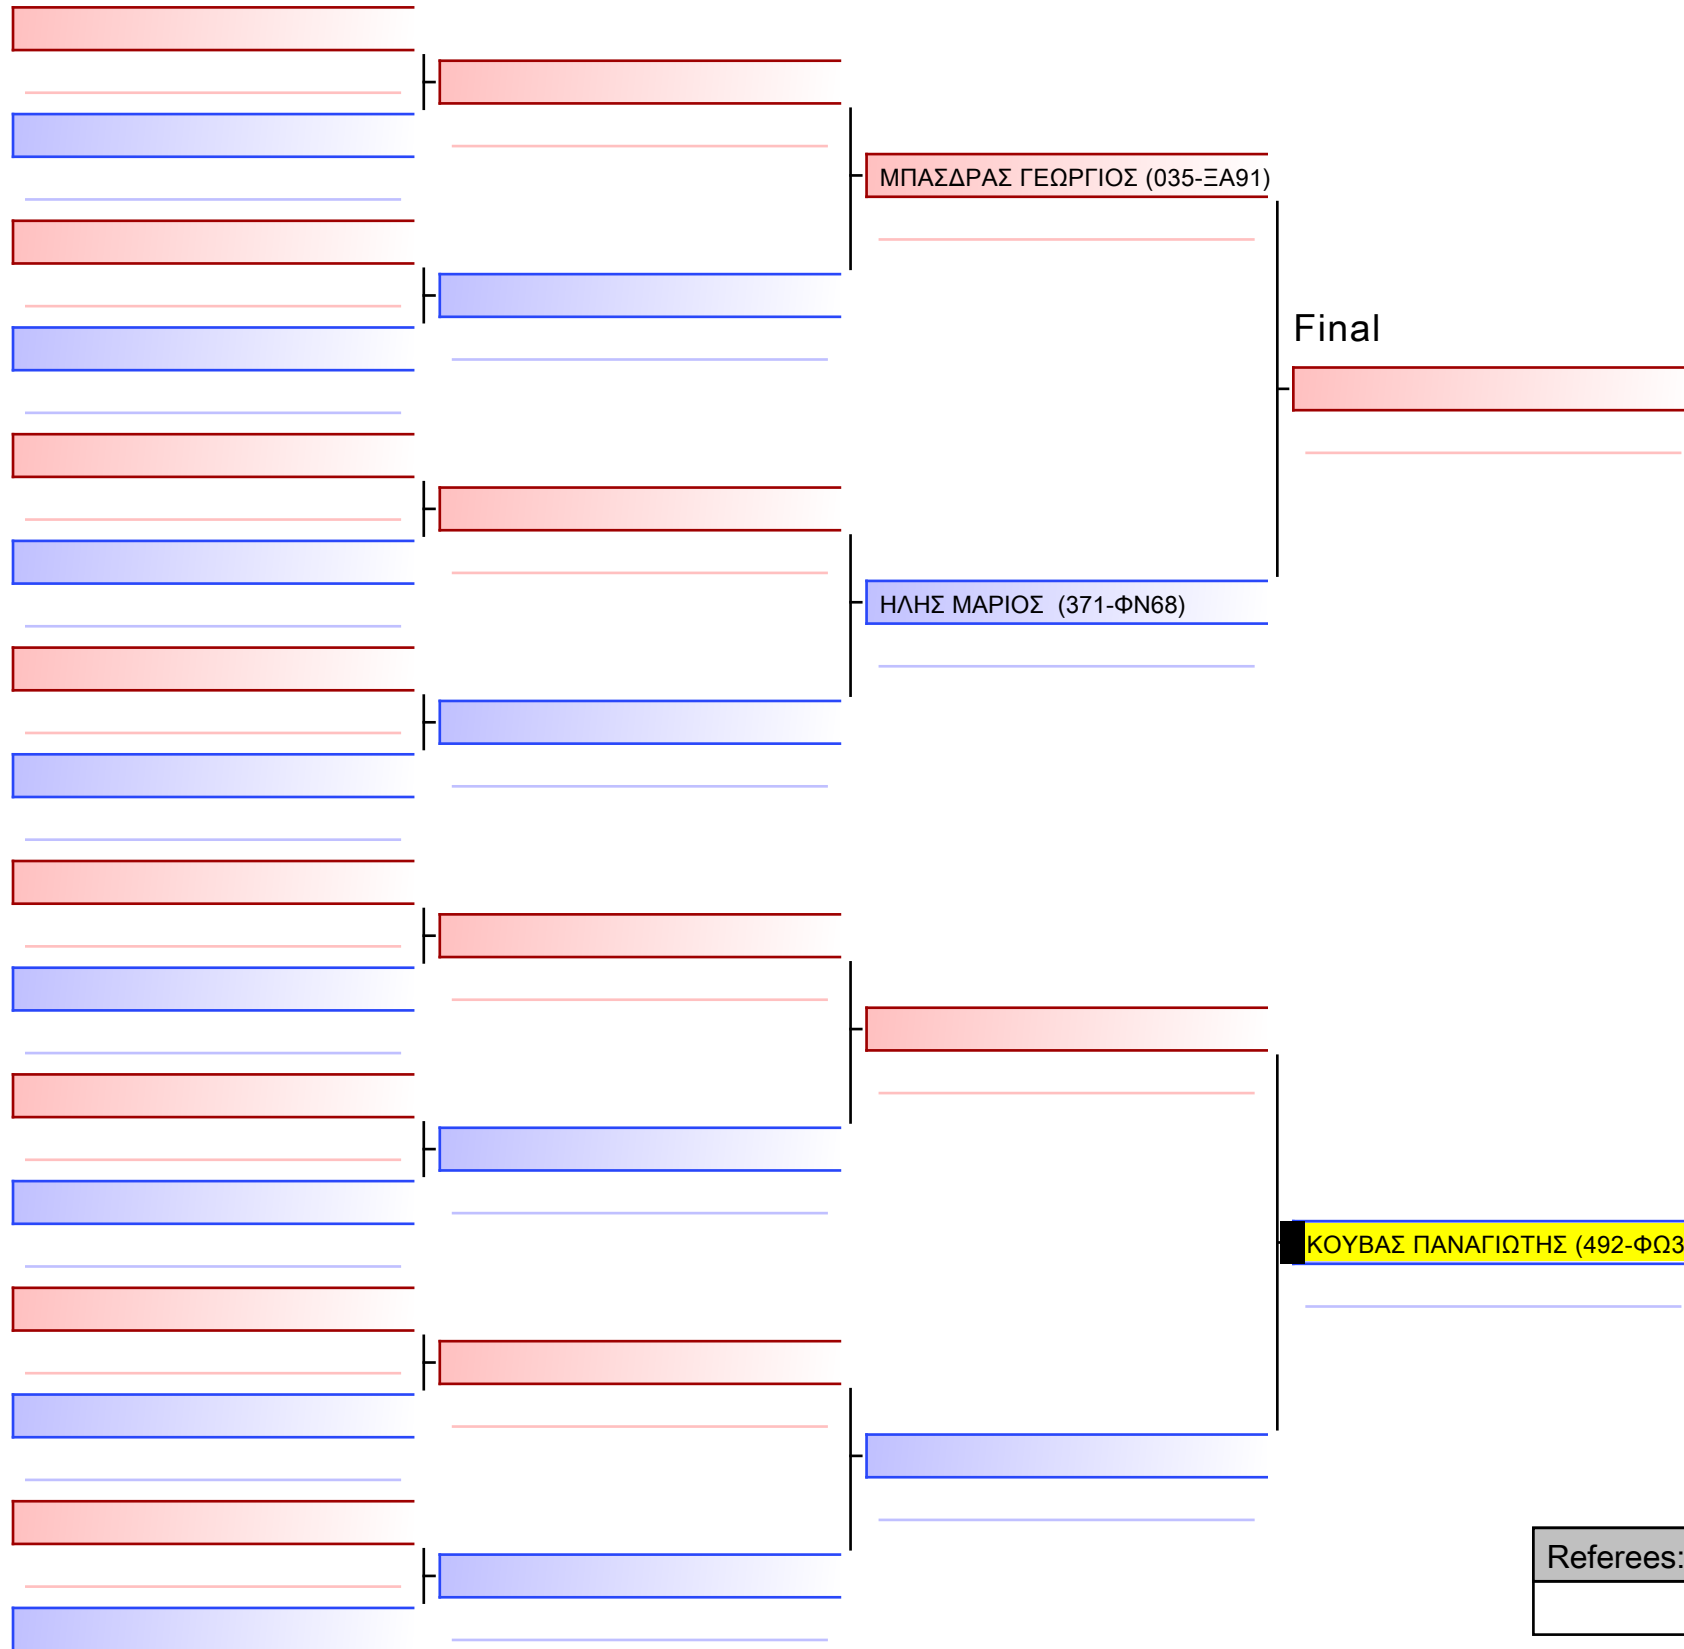 ΜΠΑΣΔΡΑΣ ΓΕΩΡΓΙΟΣ (035-ΞΑ91)
Final
ΗΛΗΣ ΜΑΡΙΟΣ (371-ΦΝ68)
ΚΟΥΒΑΣ ΠΑΝΑΓΙΩΤΗΣ (492-ΦΩ3
Referees: